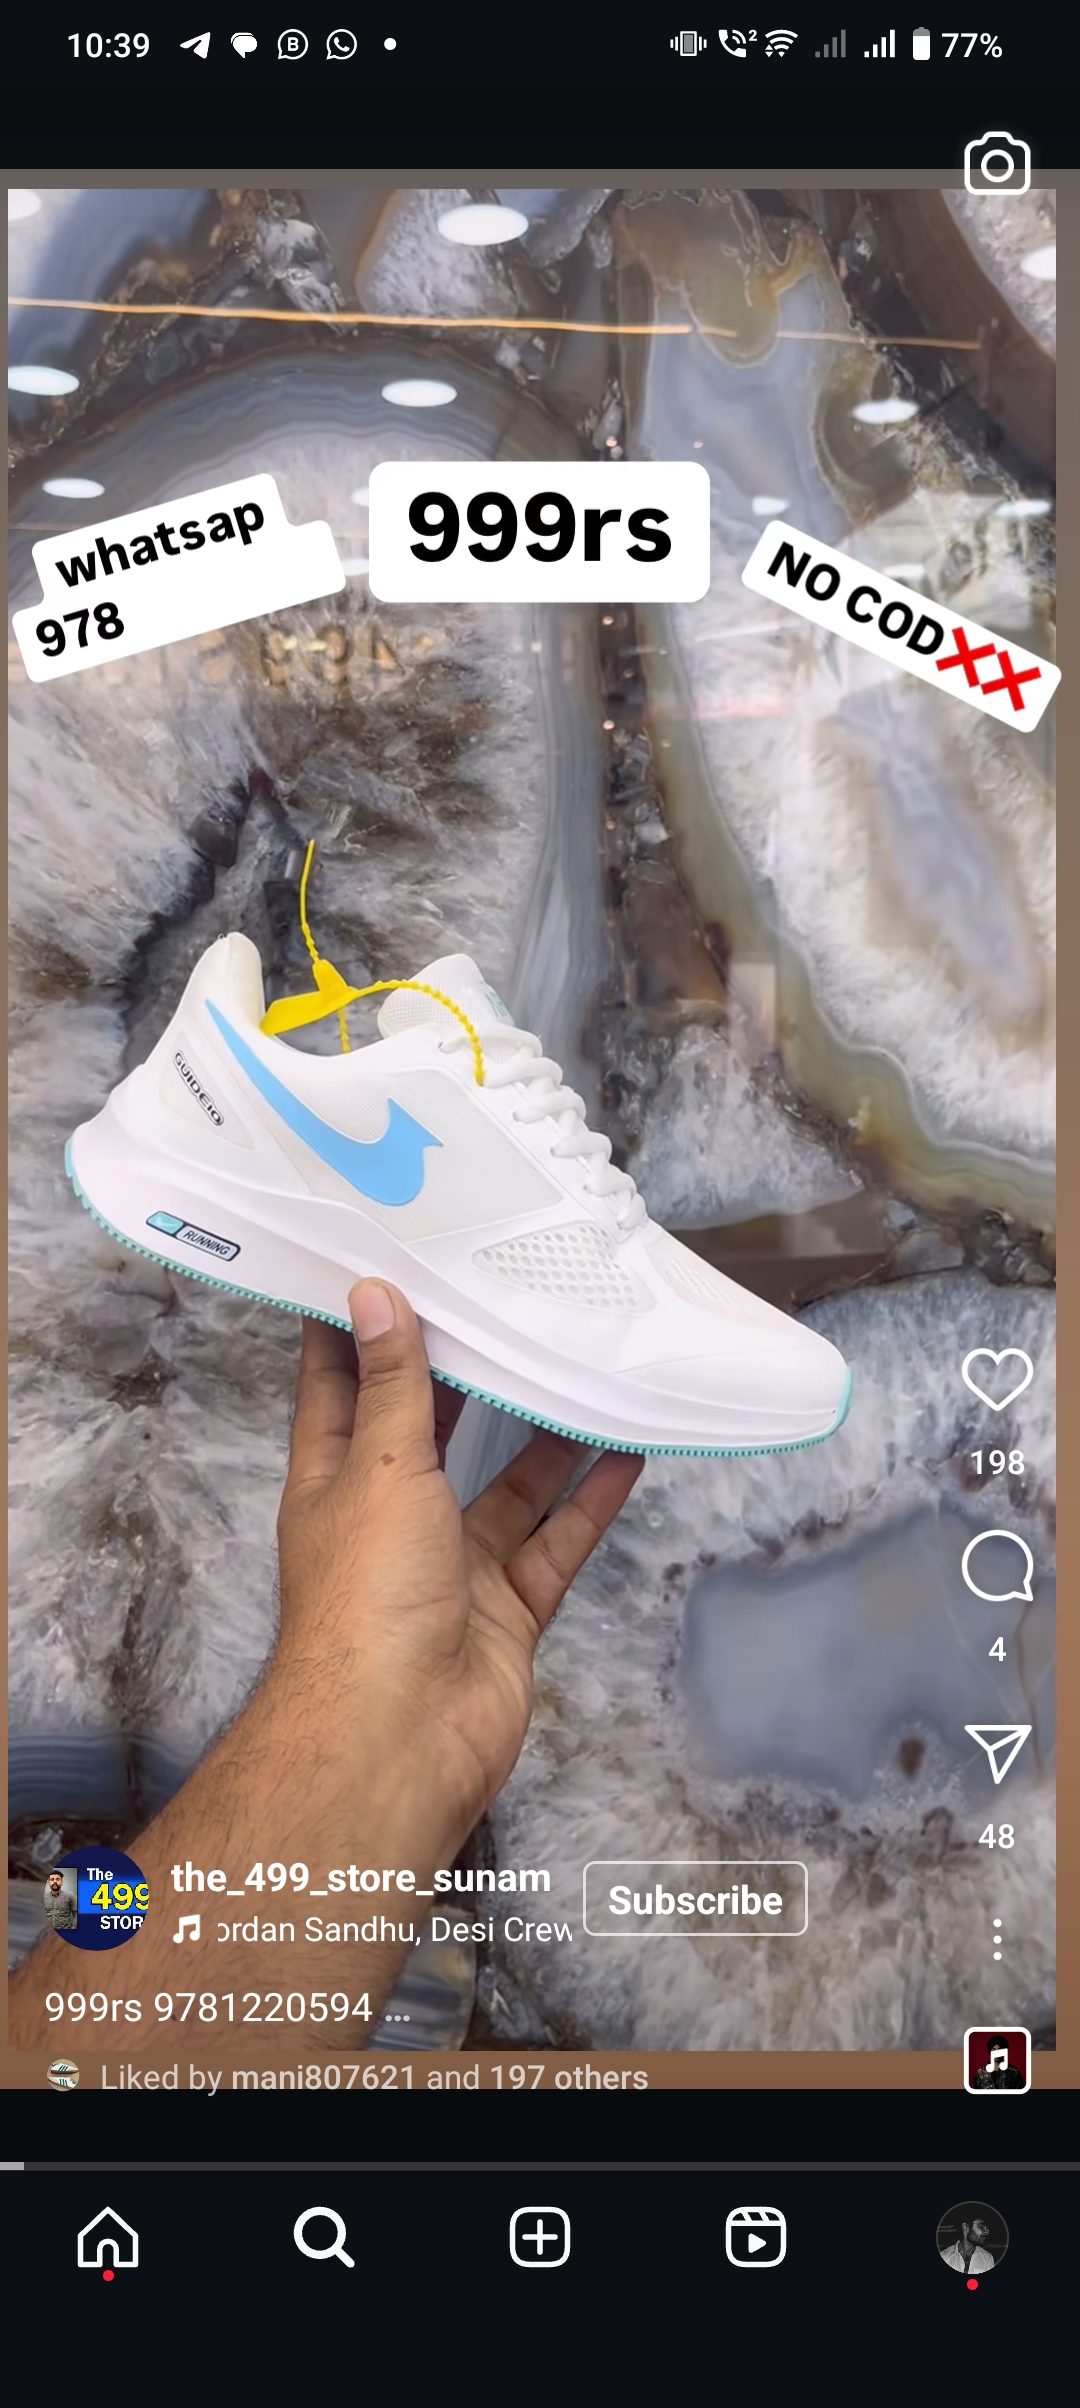 10:39
2
77%
999rs
whatsap
978
NO COD❌❌
GUIDE10
RUNNING
198
4
48
The
499
STOR
the_499_store_sunam
Subscribe
ordan Sandhu, Desi Crew
999rs 9781220594 ...
Liked by mani807621 and 197 others